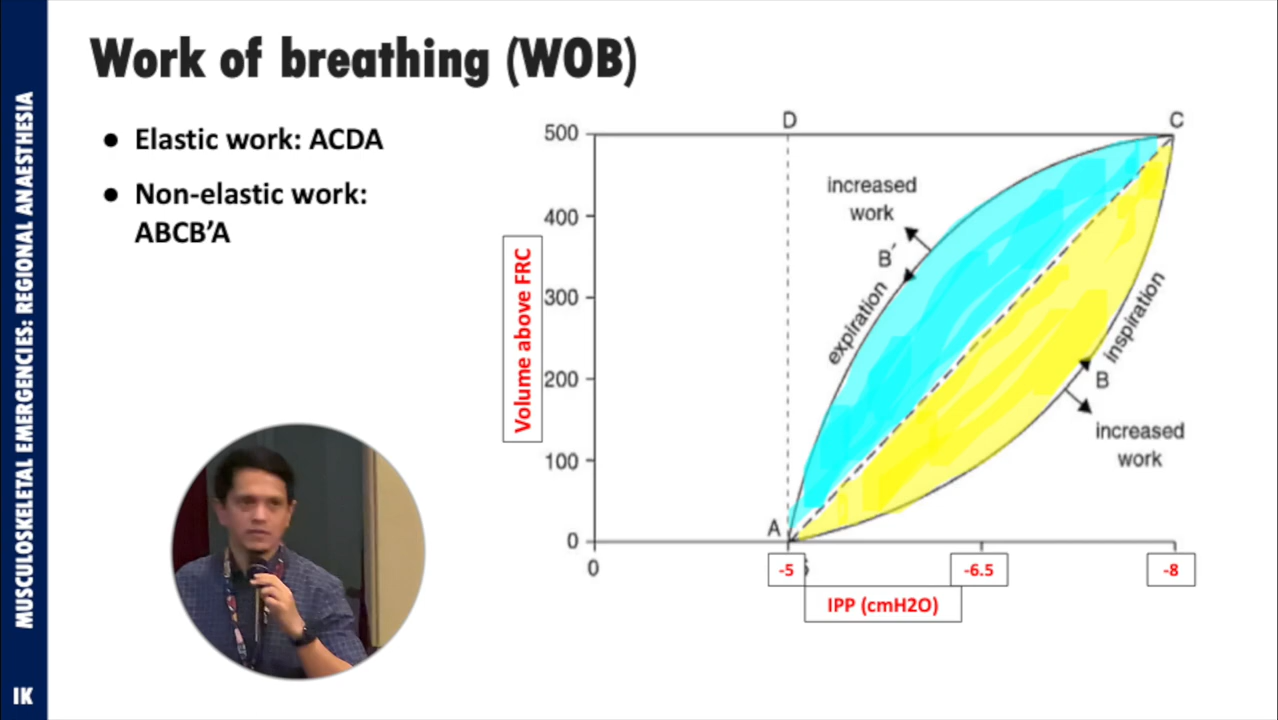 MUSCULOSKELETAL EMERGENCIES: REGIONAL ANAESTHESIA
IK
Work of breathing (WOB)
● Elastic work: ACDA
● Non-elastic work:
ABCB’A
Volume above FRC
500
400
300
200
100
0
D
C
increased
work
B´
expiration
inspiration
B
increased
work
A
0
-5
-6.5
-8
IPP (cmH2O)